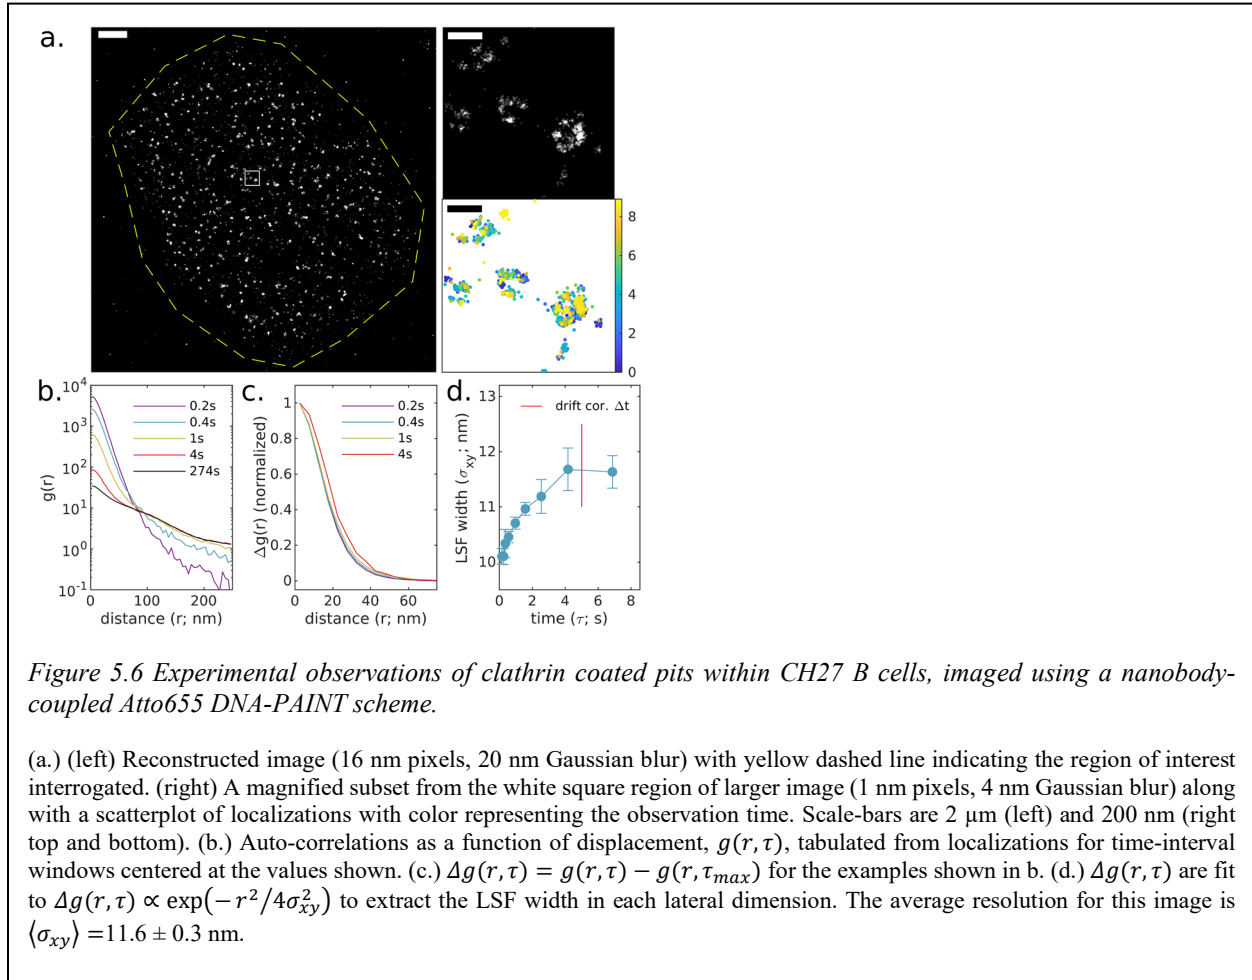 a.
8
6
4
2
0
b.
10^4
10^3
10^2
10^1
10^0
10^-1
g(r)
0.2s
0.4s
1s
4s
274s
0
100
200
distance (r; nm)
c.
1
0.8
0.6
0.4
0.2
0
Δg(r) (normalized)
0.2s
0.4s
1s
4s
0
20
40
60
distance (r; nm)
d.
13
12
11
10
LSF width (σxy; nm)
drift cor. Δt
0
2
4
6
8
time (τ; s)
Figure 5.6 Experimental observations of clathrin coated pits within CH27 B cells, imaged using a nanobody-
coupled Atto655 DNA-PAINT scheme.
(a.) (left) Reconstructed image (16 nm pixels, 20 nm Gaussian blur) with yellow dashed line indicating the region of interest
interrogated. (right) A magnified subset from the white square region of larger image (1 nm pixels, 4 nm Gaussian blur) along
with a scatterplot of localizations with color representing the observation time. Scale-bars are 2 µm (left) and 200 nm (right
top and bottom). (b.) Auto-correlations as a function of displacement, g(r, τ), tabulated from localizations for time-interval
windows centered at the values shown. (c.) Δg(r, τ) = g(r, τ) − g(r, τmax) for the examples shown in b. (d.) Δg(r, τ) are fit
to Δg(r, τ) ∝ exp(−r²/4σ²xy) to extract the LSF width in each lateral dimension. The average resolution for this image is
⟨σxy⟩ =11.6 ± 0.3 nm.